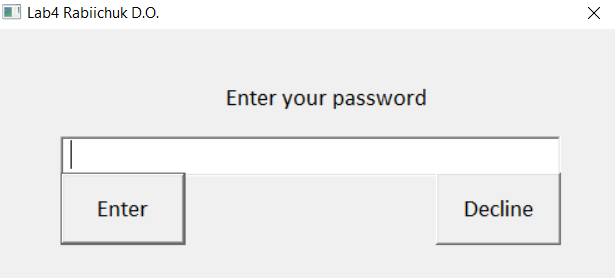 Lab4 Rabiichuk D.O.
Enter your password
Enter
Decline